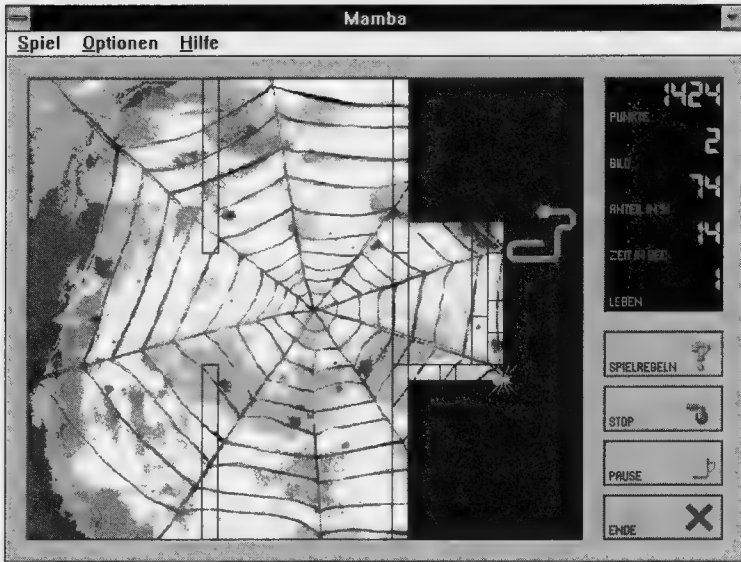 Mamba
Spiel Optionen Hilfe
1424
PUNKTE
2
BILD
74
ANTEIL IN %
14
ZEIT IN SEC.
1
LEBEN
SPIELREGELN
STOP
PAUSE
ENDE